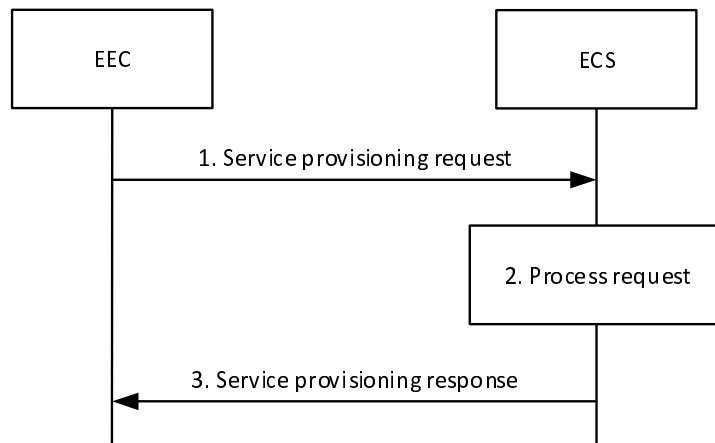 EEC
ECS
1. Service provisioning request
2. Process request
3. Service provisioning response